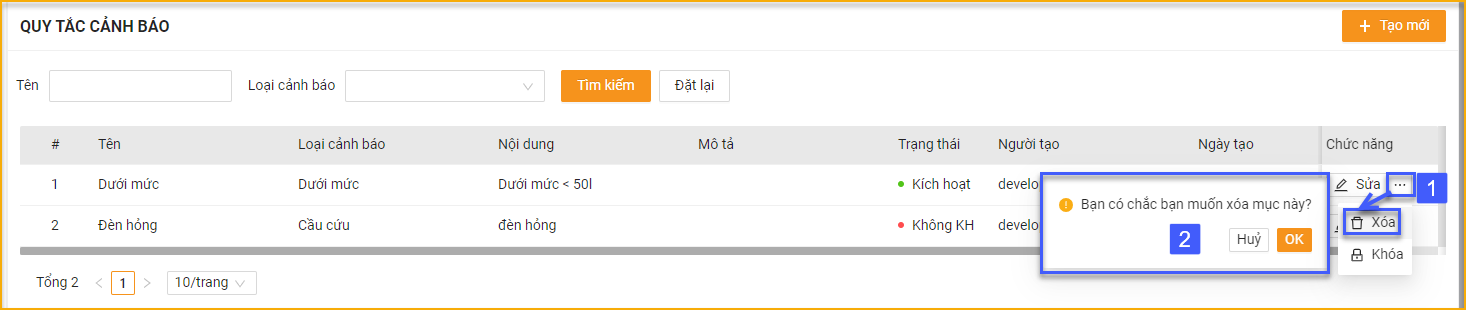 QUY TẮC CẢNH BÁO
+ Tạo mới
Tên Loại cảnh báo Tìm kiếm Đặt lại
# Tên Loại cảnh báo Nội dung Mô tả Trạng thái Người tạo Ngày tạo Chức năng
1 Dưới mức Dưới mức Dưới mức < 50l Kích hoạt develo Sửa ... 1
Bạn có chắc bạn muốn xóa mục này?
2 Đèn hỏng Cầu cứu đèn hỏng Không KH develo Xóa
2 Huỷ OK
Khóa
Tổng 2 < 1 > 10/trang